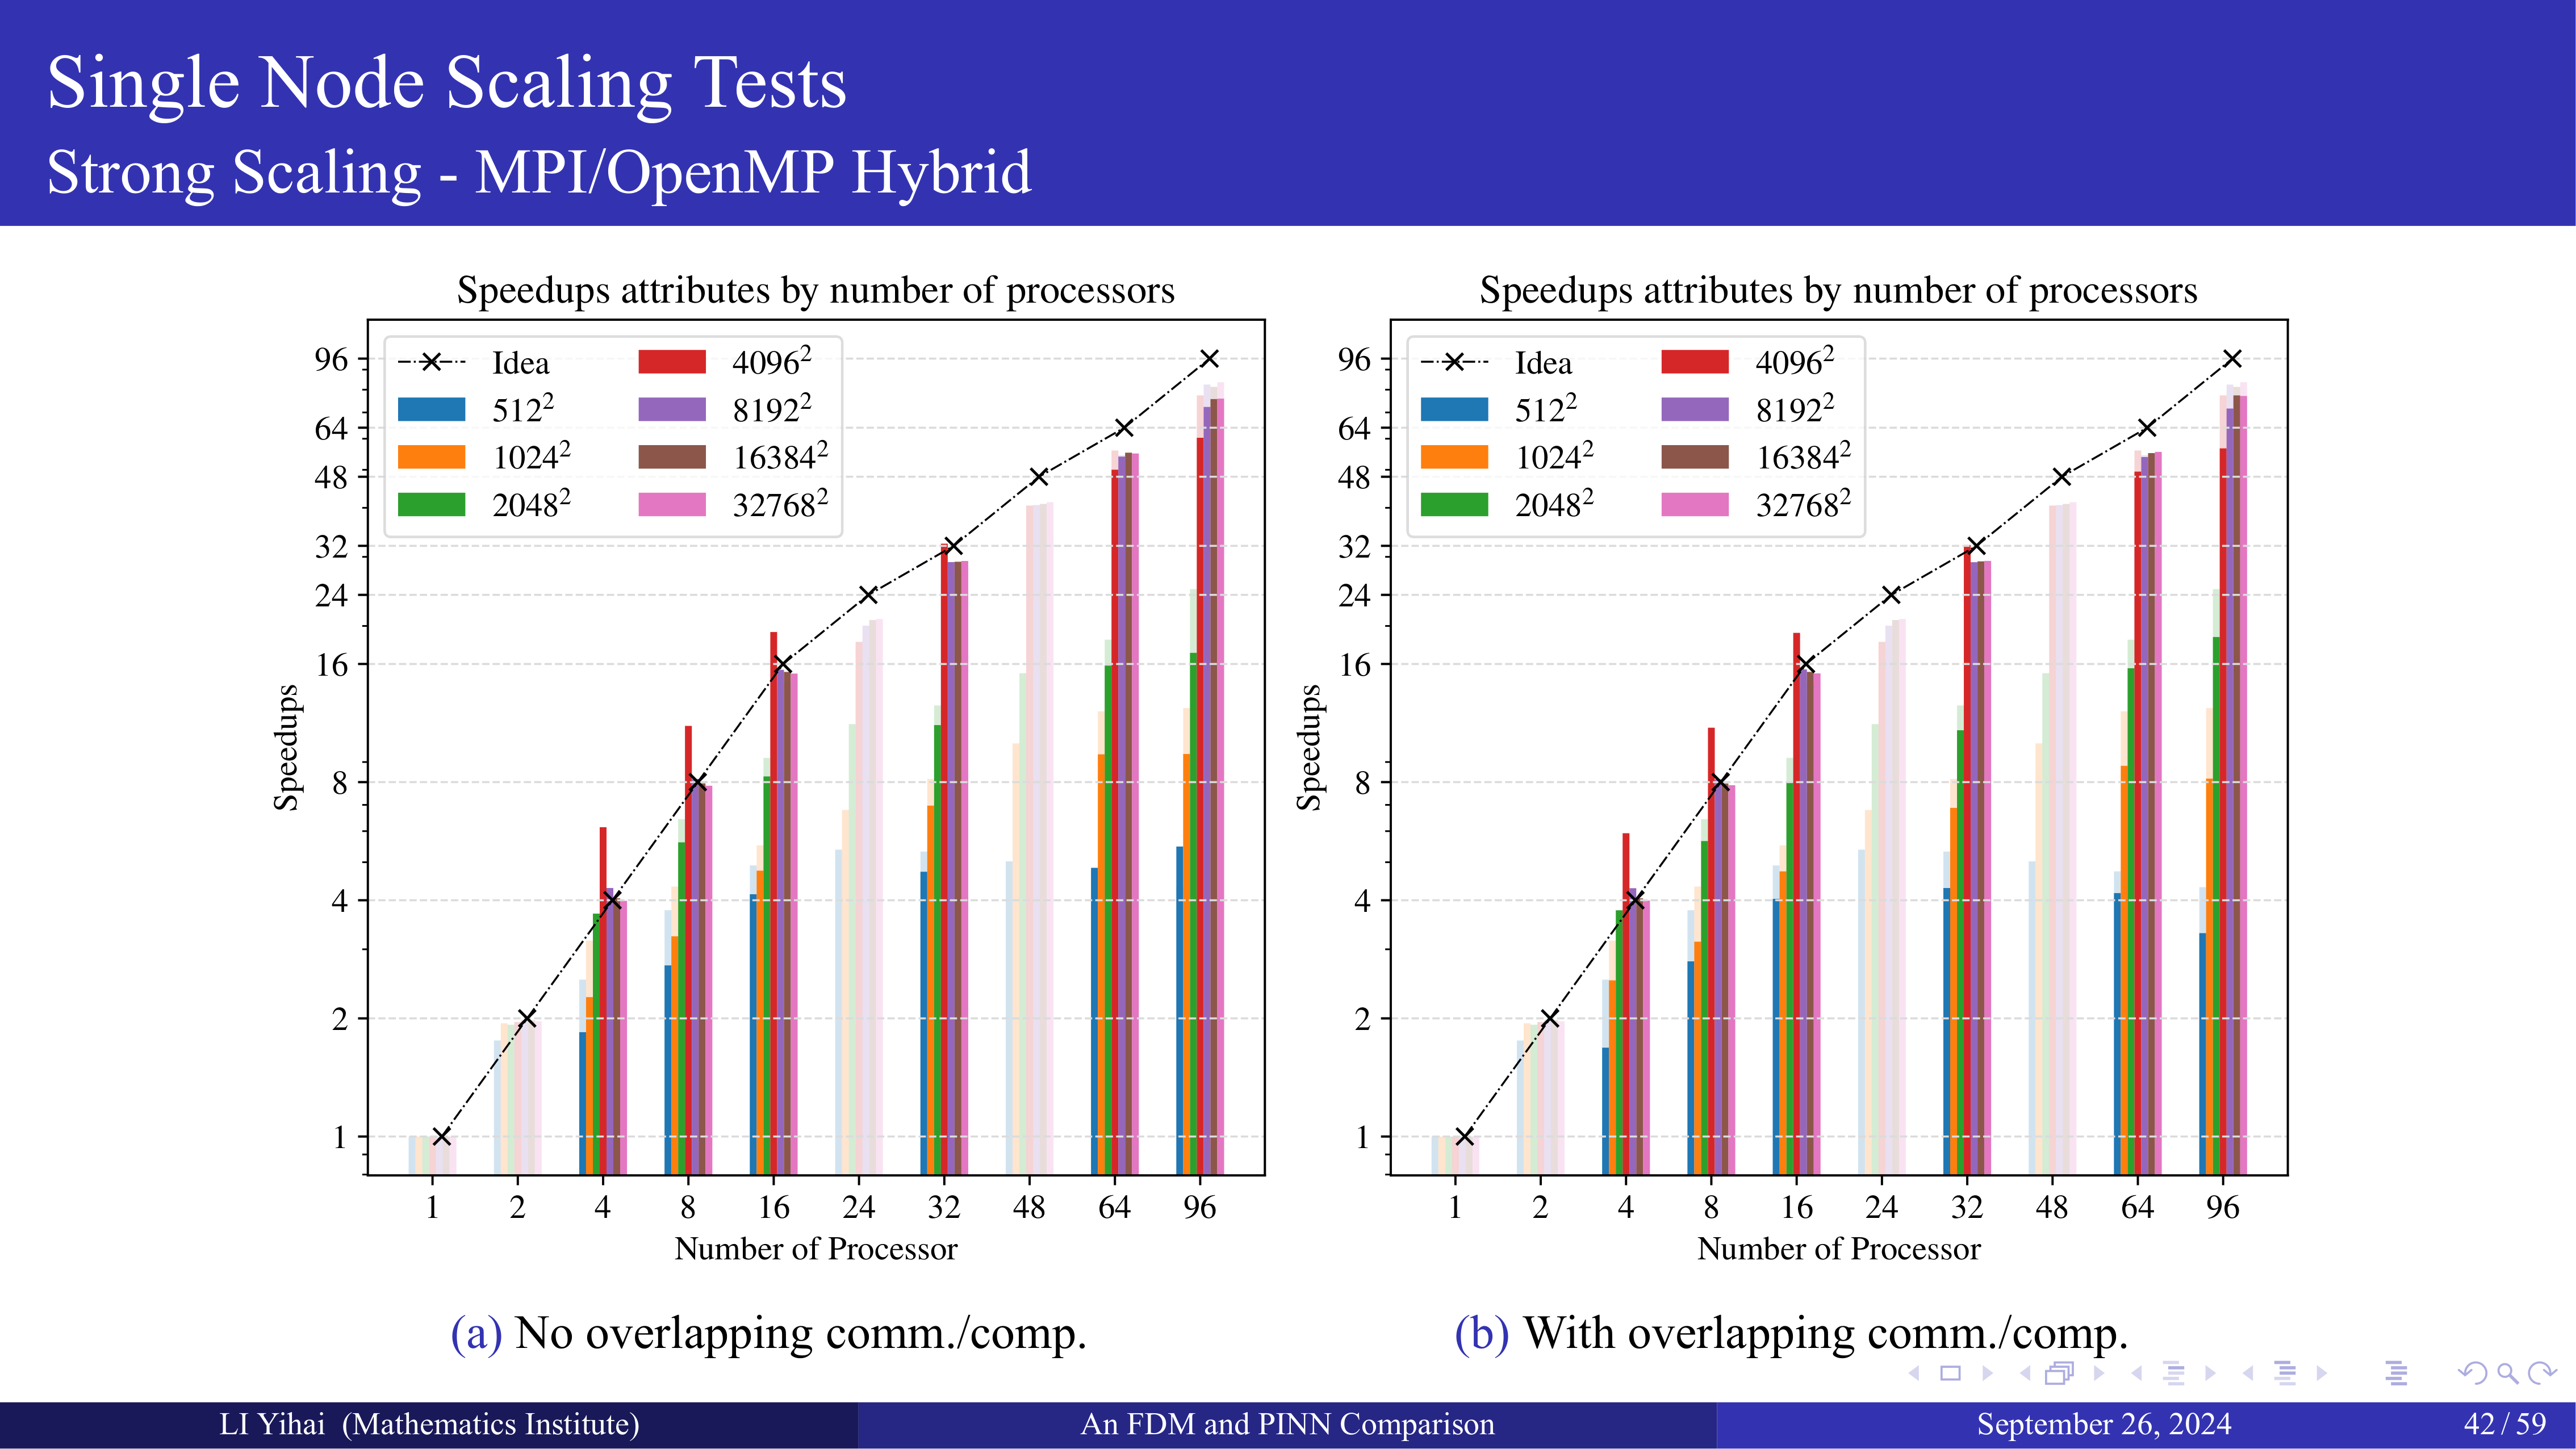 Single Node Scaling Tests
Strong Scaling - MPI/OpenMP Hybrid
Speedups attributes by number of processors
Idea
512²
1024²
2048²
4096²
8192²
16384²
32768²
96
64
48
32
24
16
8
4
2
1
Speedups
1 2 4 8 16 24 32 48 64 96
Number of Processor
(a) No overlapping comm./comp.
Speedups attributes by number of processors
Idea
512²
1024²
2048²
4096²
8192²
16384²
32768²
96
64
48
32
24
16
8
4
2
1
Speedups
1 2 4 8 16 24 32 48 64 96
Number of Processor
(b) With overlapping comm./comp.
LI Yihai (Mathematics Institute)
An FDM and PINN Comparison
September 26, 2024
42 / 59